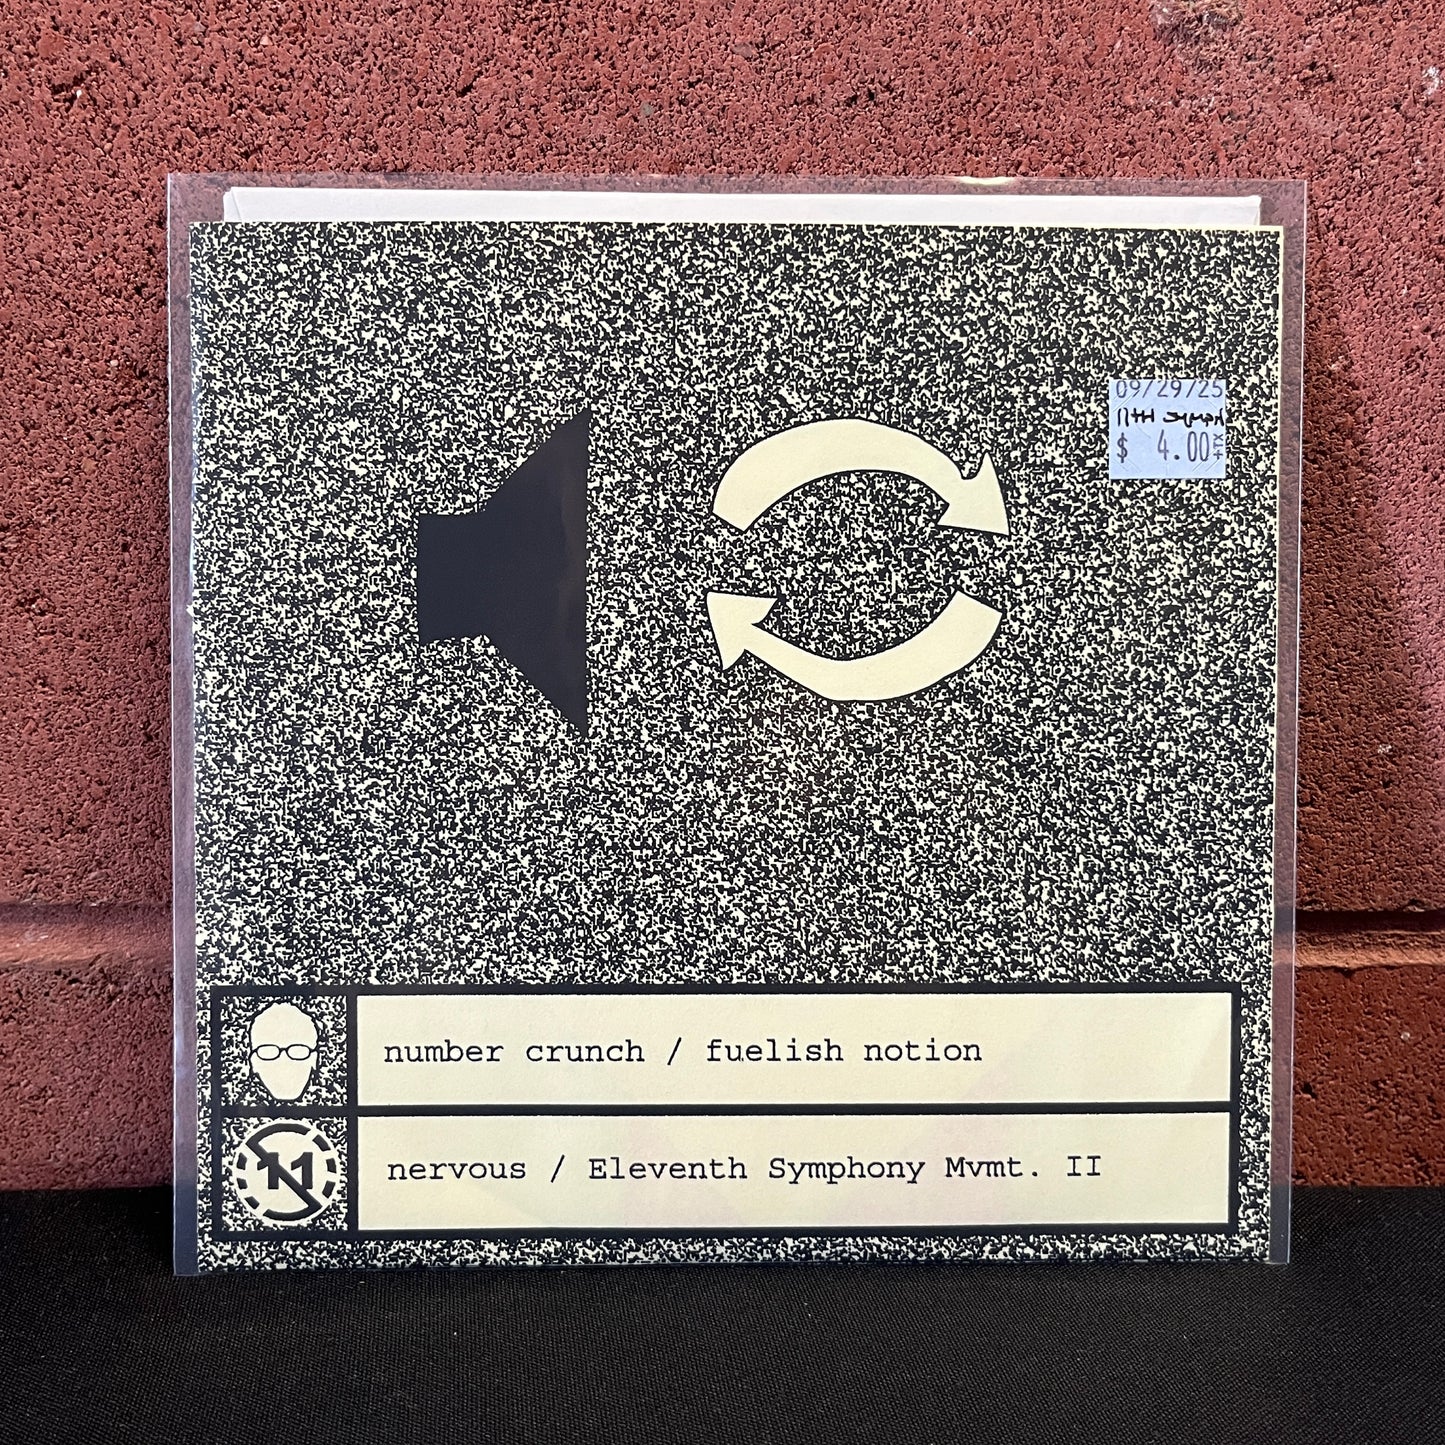 09/29/25
11TH Symph
$ 4.00
number crunch / fuelish notion
11
nervous / Eleventh Symphony Mvmt. II